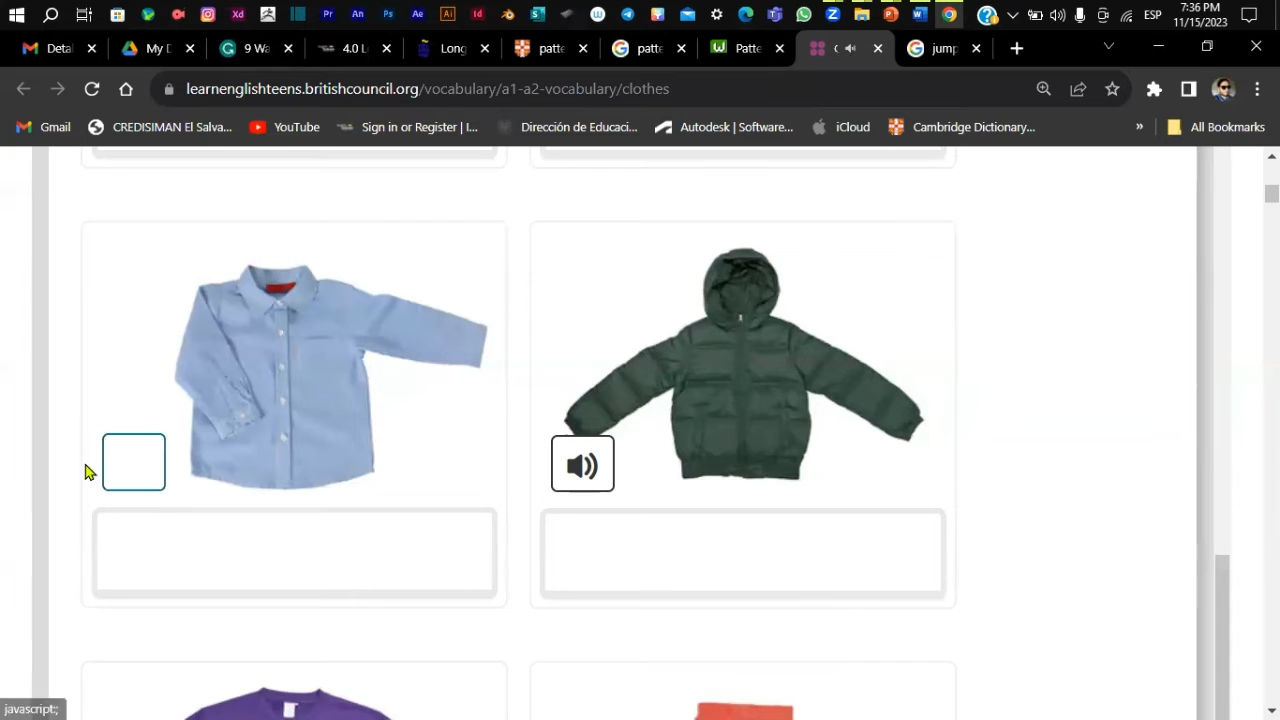 7:36 PM
ESP
11/15/2023
Detal
My D
9 Wa
4.0 L
Long
patte
patte
Patte
jump
learnenglishteens.britishcouncil.org/vocabulary/a1-a2-vocabulary/clothes
Gmail
CREDISIMAN El Salva...
YouTube
Sign in or Register | I...
Dirección de Educaci...
Autodesk | Software...
iCloud
Cambridge Dictionary...
»
All Bookmarks
javascript:;